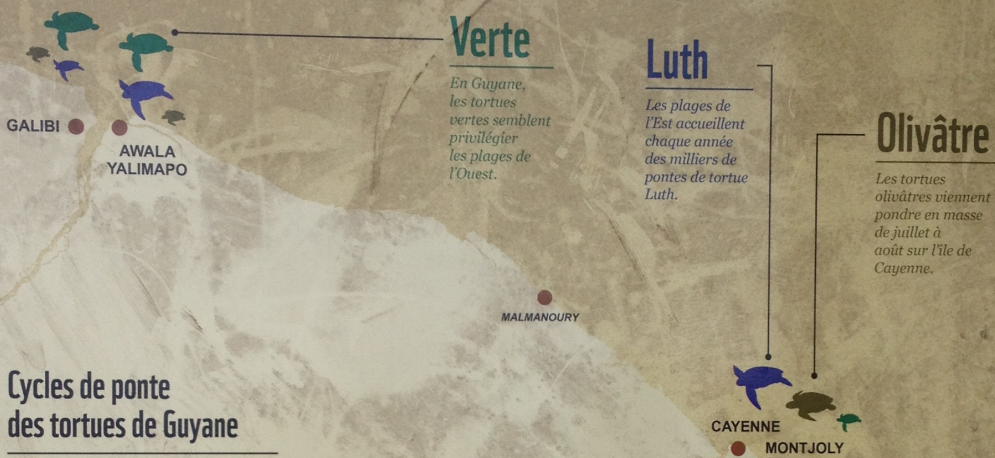 Verte
En Guyane,
les tortues
vertes semblent
privilégier
les plages de
l'Ouest.
Luth
Les plages de
l'Est accueillent
chaque année
des milliers de
pontes de tortue
Luth.
Olivâtre
Les tortues
olivâtres viennent
pondre en masse
de juillet à
août sur l'île de
Cayenne.
GALIBI
AWALA
YALIMAPO
MALMANOURY
Cycles de ponte
des tortues de Guyane
CAYENNE
MONTJOLY